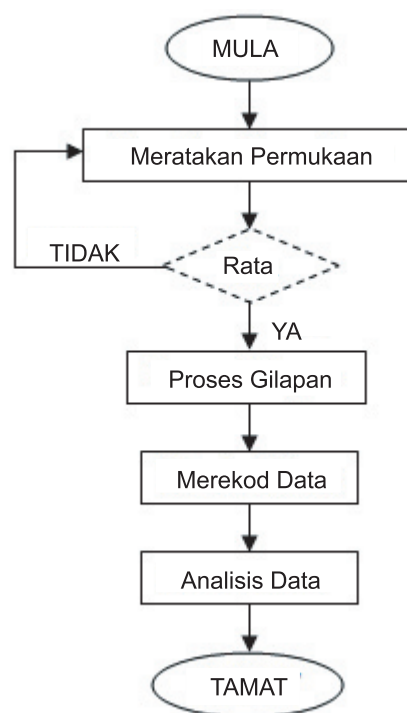 MULA
Meratakan Permukaan
TIDAK
Rata
YA
Proses Gilapan
Merekod Data
Analisis Data
TAMAT